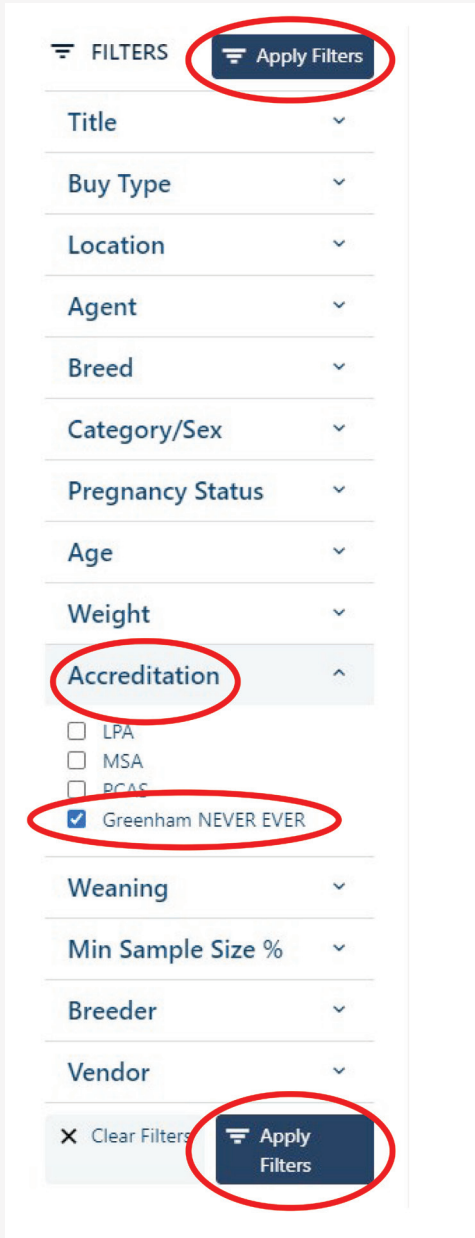 FILTERS Apply Filters
Title
Buy Type
Location
Agent
Breed
Category/Sex
Pregnancy Status
Age
Weight
Accreditation
LPA
MSA
PCAS
Greenham NEVER EVER
Weaning
Min Sample Size %
Breeder
Vendor
Clear Filters Apply
Filters